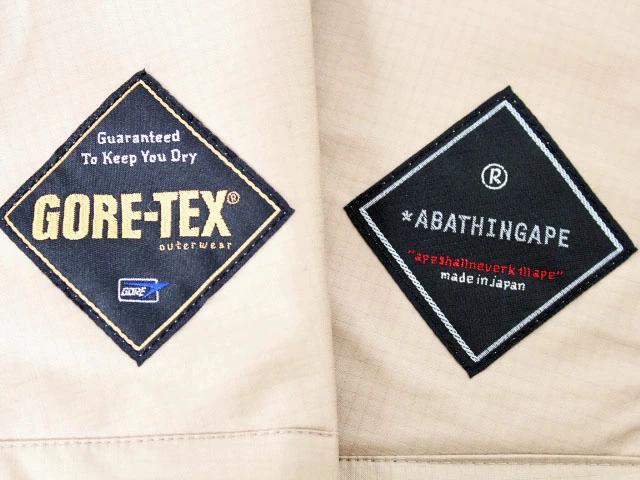 Guaranteed
To Keep You Dry
GORE-TEX®
outerwear
GORE
®
*ABATHINGAPE
"apeshallneverkillape"
made in japan